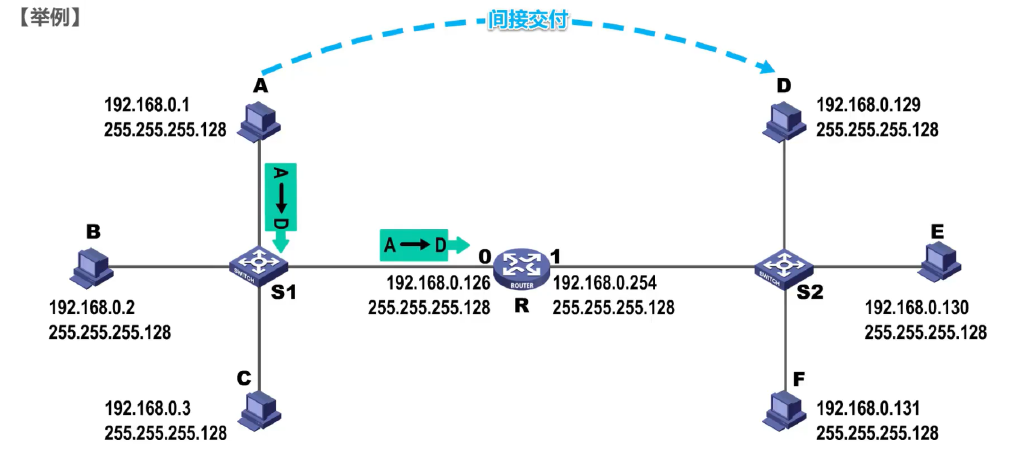 【举例】
间接交付
A
192.168.0.1
255.255.255.128
D
192.168.0.129
255.255.255.128
A → D
B
192.168.0.2
255.255.255.128
SWITCH
S1
A → D
0
1
192.168.0.126
255.255.255.128
ROUTER
R
192.168.0.254
255.255.255.128
SWITCH
S2
E
192.168.0.130
255.255.255.128
C
192.168.0.3
255.255.255.128
F
192.168.0.131
255.255.255.128